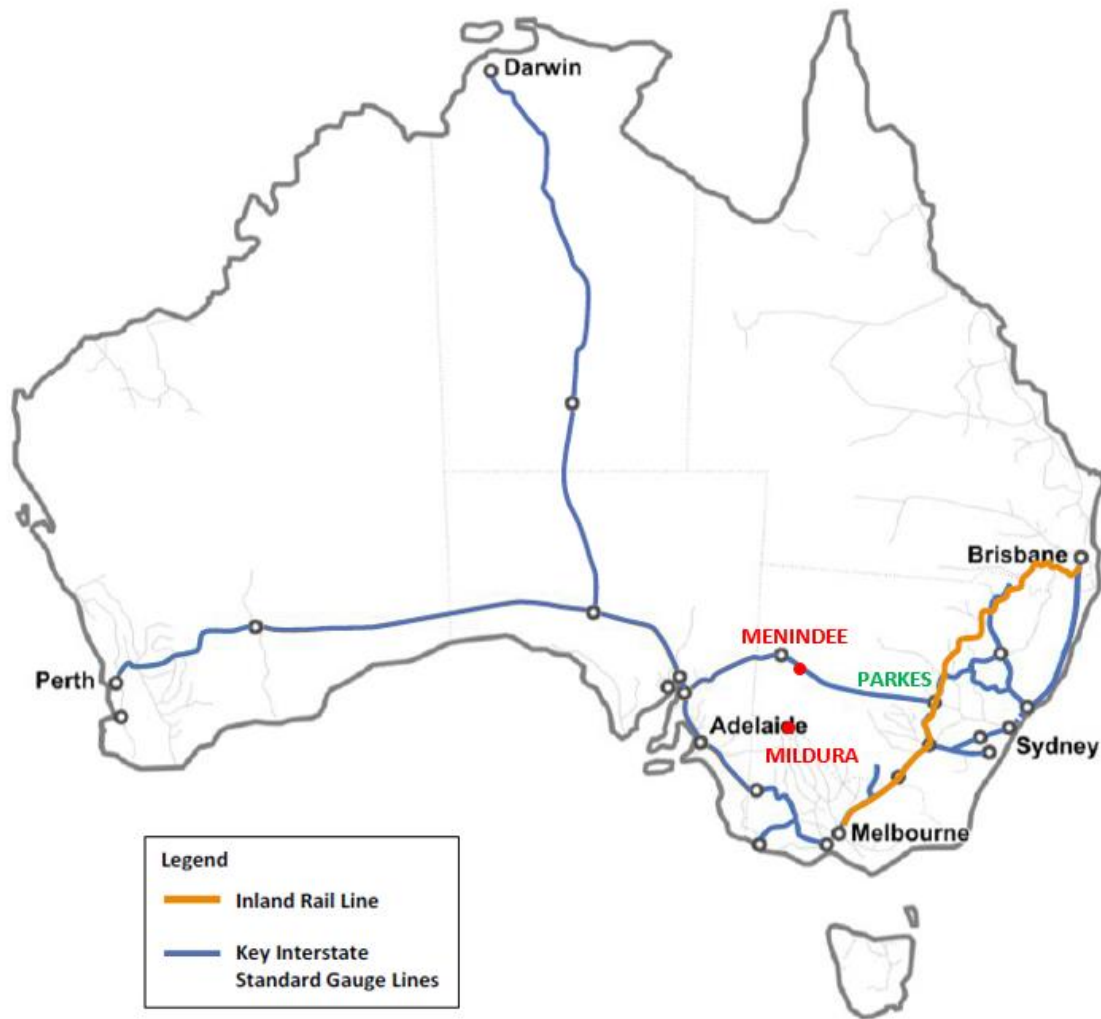 Darwin
Brisbane
MENINDEE
PARKES
Perth
Adelaide
Sydney
MILDURA
Melbourne
Legend
Inland Rail Line
Key Interstate
Standard Gauge Lines